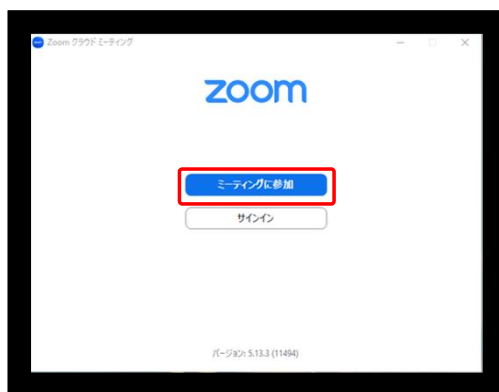 Zoom クラウド ミーティング
zoom
ミーティングに参加
サインイン
バージョン: 5.13.3 (11494)